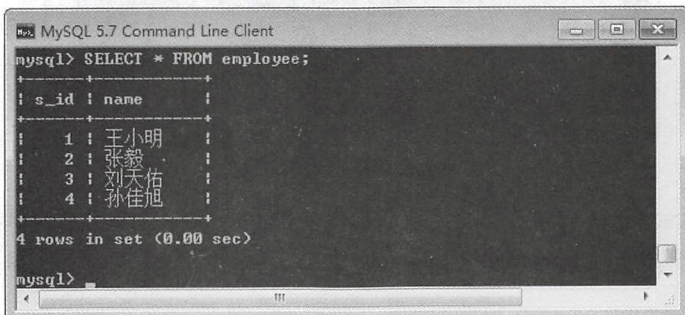 MySQL 5.7 Command Line Client
mysql> SELECT * FROM employee;
+------+-----------+
| s_id | name      |
+------+-----------+
|    1 | 王小明    |
|    2 | 张毅      |
|    3 | 刘天佑    |
|    4 | 孙佳旭    |
+------+-----------+
4 rows in set (0.00 sec)
mysql>